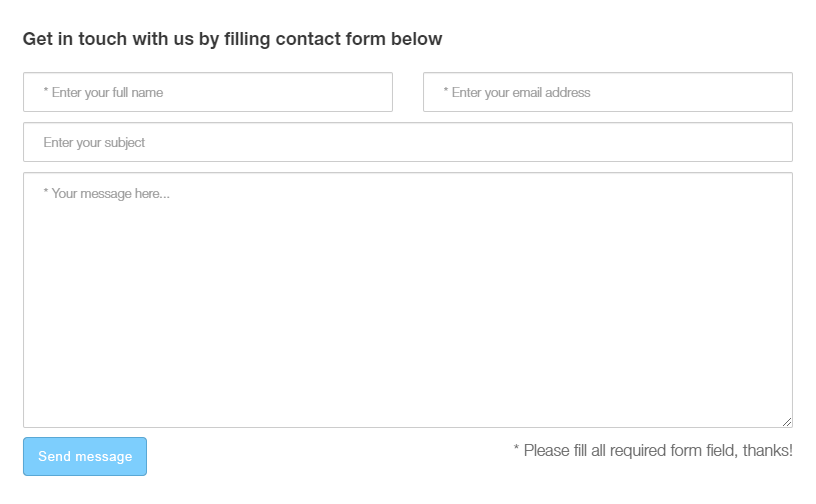 Get in touch with us by filling contact form below
* Enter your full name
* Enter your email address
Enter your subject
* Your message here...
Send message
* Please fill all required form field, thanks!